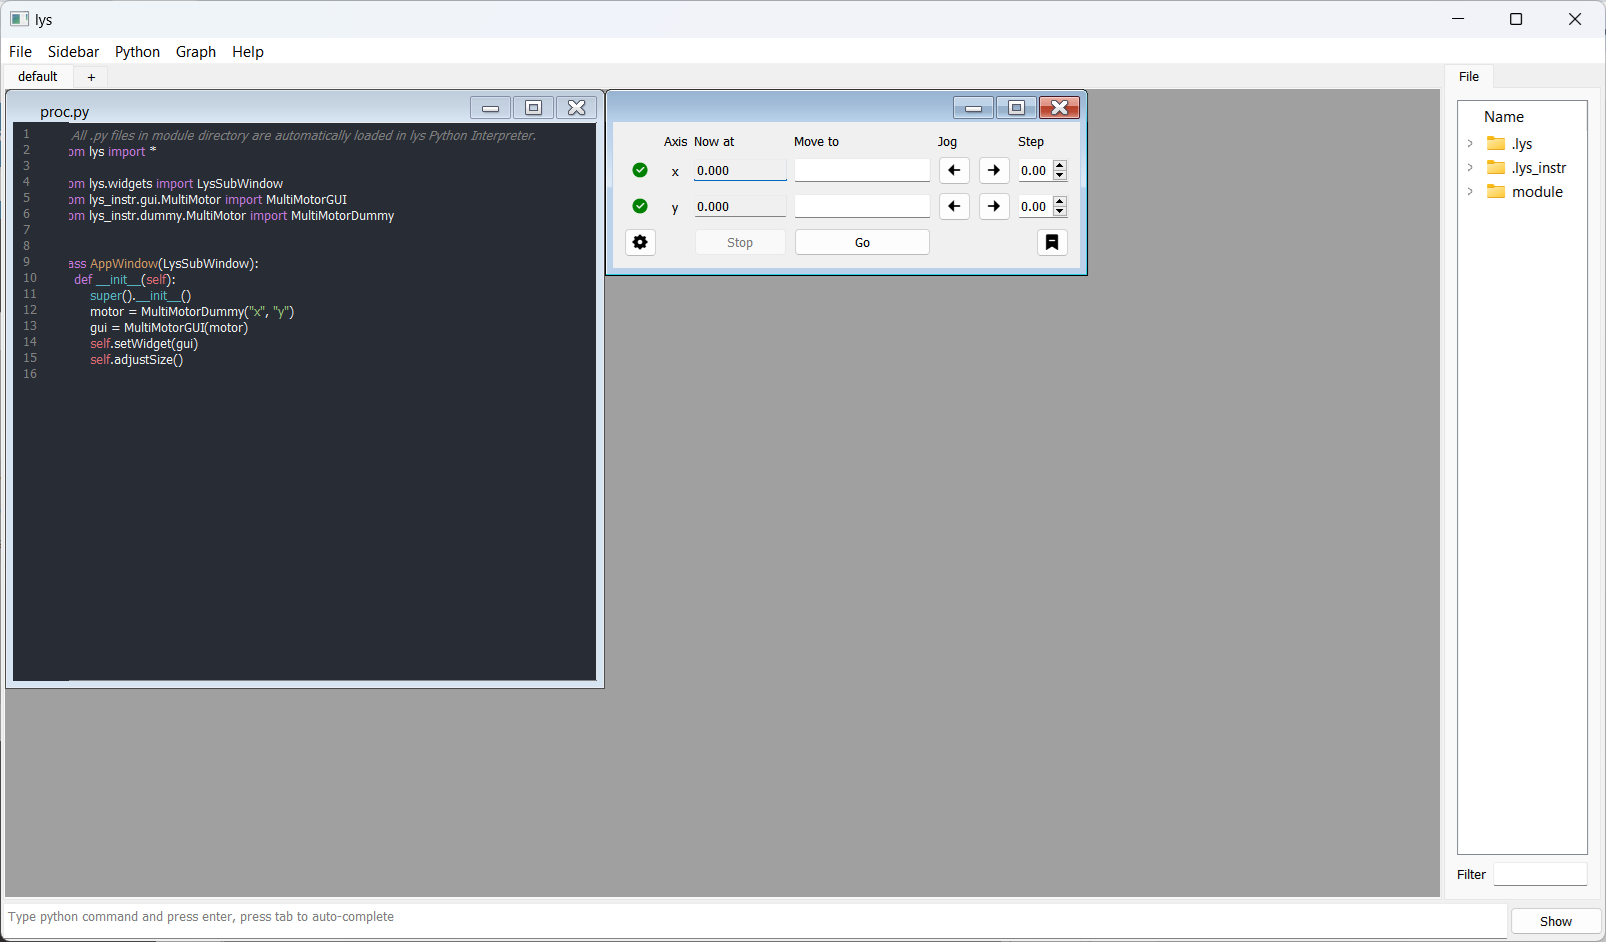 lys
File Sidebar Python Graph Help
default +
File
proc.py
1 All .py files in module directory are automatically loaded in lys Python Interpreter.
2 om lys import *
3
4 om lys.widgets import LysSubWindow
5 om lys_instr.gui.MultiMotor import MultiMotorGUI
6 om lys_instr.dummy.MultiMotor import MultiMotorDummy
7
8
9 ass AppWindow(LysSubWindow):
10 def __init__(self):
11 super().__init__()
12 motor = MultiMotorDummy("x", "y")
13 gui = MultiMotorGUI(motor)
14 self.setWidget(gui)
15 self.adjustSize()
16
Axis Now at Move to Jog Step
x 0.000 0.00
y 0.000 0.00
Stop Go
Name
.lys
.lys_instr
module
Filter
Type python command and press enter, press tab to auto-complete
Show